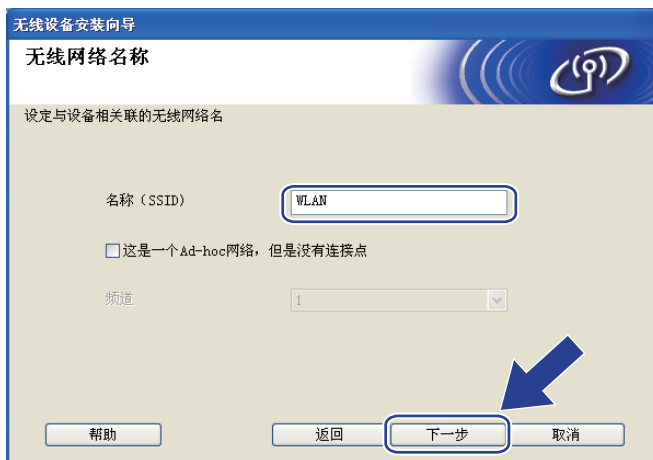 无线设备安装向导
无线网络名称
设定与设备相关联的无线网络名
名称（SSID） WLAN
这是一个Ad-hoc网络，但是没有连接点
频道 1
帮助 返回 下一步 取消